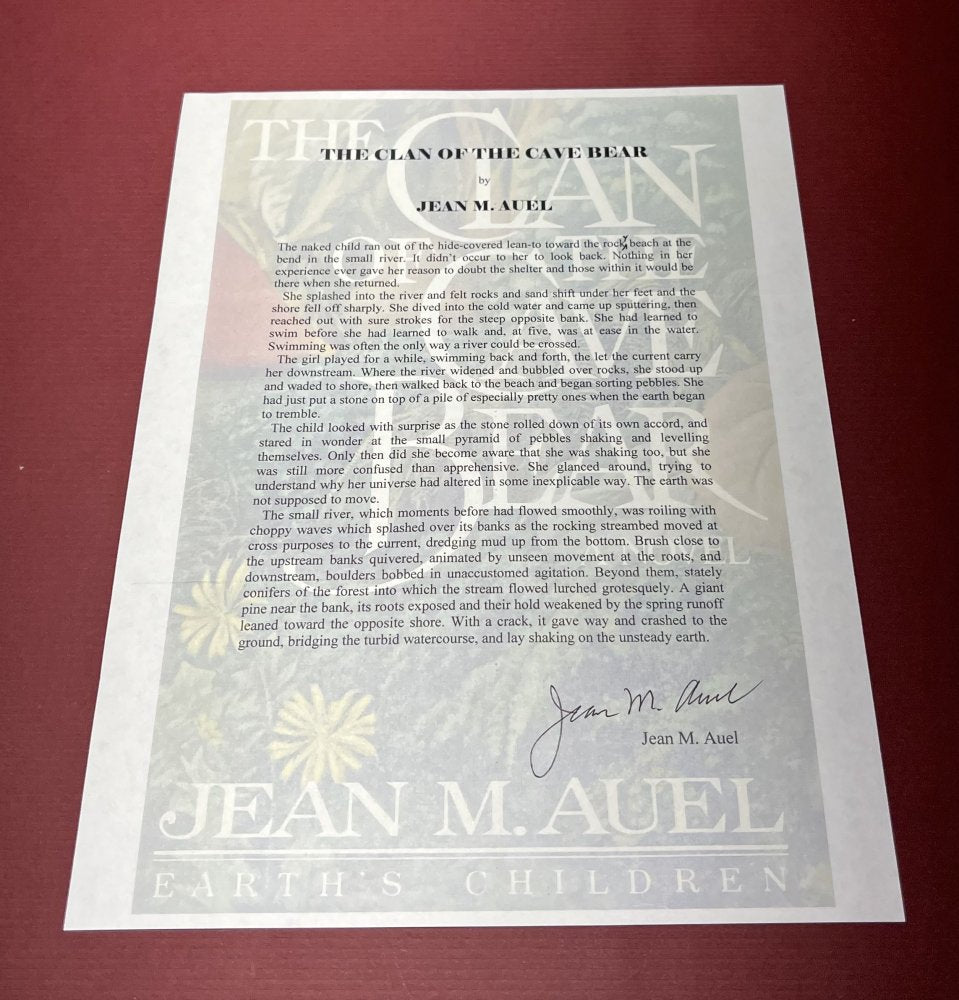 THE CLAN OF THE CAVE BEAR
by
JEAN M. AUEL
The naked child ran out of the hide-covered lean-to toward the rocky beach at the
bend in the small river. It didn't occur to her to look back. Nothing in her
experience ever gave her reason to doubt the shelter and those within it would be
there when she returned.
She splashed into the river and felt rocks and sand shift under her feet and the
shore fell off sharply. She dived into the cold water and came up sputtering, then
reached out with sure strokes for the steep opposite bank. She had learned to
swim before she had learned to walk and, at five, was at ease in the water.
Swimming was often the only way a river could be crossed.
The girl played for a while, swimming back and forth, the let the current carry
her downstream. Where the river widened and bubbled over rocks, she stood up
and waded to shore, then walked back to the beach and began sorting pebbles. She
had just put a stone on top of a pile of especially pretty ones when the earth began
to tremble.
The child looked with surprise as the stone rolled down of its own accord, and
stared in wonder at the small pyramid of pebbles shaking and levelling
themselves. Only then did she become aware that she was shaking too, but she
was still more confused than apprehensive. She glanced around, trying to
understand why her universe had altered in some inexplicable way. The earth was
not supposed to move.
The small river, which moments before had flowed smoothly, was roiling with
choppy waves which splashed over its banks as the rocking streambed moved at
cross purposes to the current, dredging mud up from the bottom. Brush close to
the upstream banks quivered, animated by unseen movement at the roots, and
downstream, boulders bobbed in unaccustomed agitation. Beyond them, stately
conifers of the forest into which the stream flowed lurched grotesquely. A giant
pine near the bank, its roots exposed and their hold weakened by the spring runoff
leaned toward the opposite shore. With a crack, it gave way and crashed to the
ground, bridging the turbid watercourse, and lay shaking on the unsteady earth.
Jean M. Auel
Jean M. Auel
THE CLAN
OF THE
CAVE
BEAR
JEAN M. AUEL
EARTH'S CHILDREN